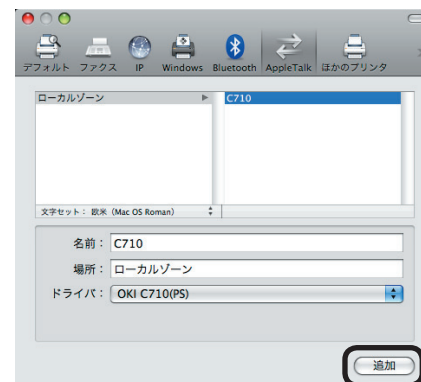 デフォルト ファクス IP Windows Bluetooth AppleTalk ほかのプリンタ
ローカルゾーン C710
文字セット： 欧米 (Mac OS Roman)
名前： C710
場所： ローカルゾーン
ドライバ： OKI C710(PS)
追加